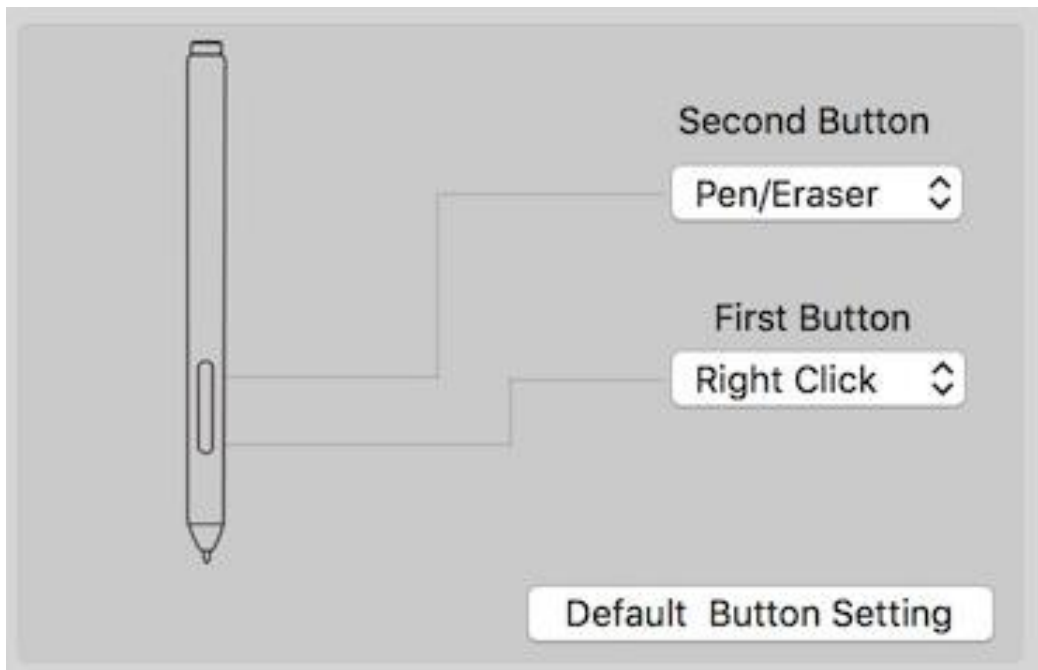 Second Button
Pen/Eraser
First Button
Right Click
Default Button Setting